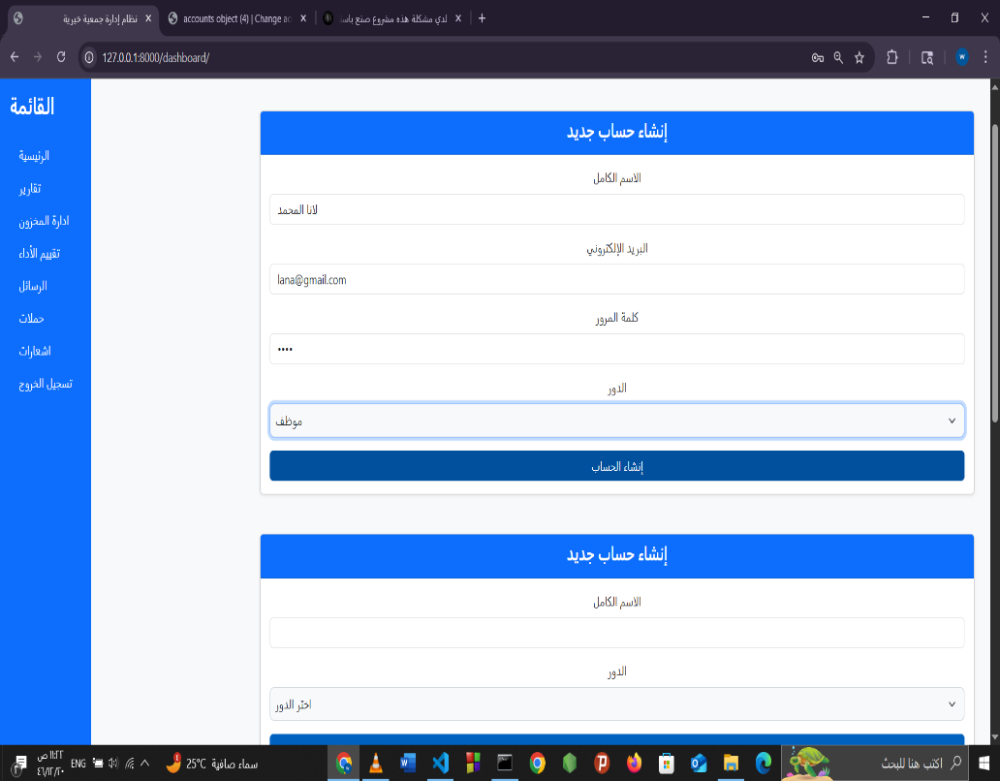 نظام إدارة جمعية خيرية
accounts object (4) | Change ac
لدي مشكلة هذه مشروع صنع باستـ
127.0.0.1:8000/dashboard/
w
القائمة
الرئيسية
تقارير
ادارة المخزون
تقييم الأداء
الرسائل
حملات
اشعارات
تسجيل الخروج
إنشاء حساب جديد
الاسم الكامل
لانا المحمد
البريد الإلكتروني
lana@gmail.com
كلمة المرور
••••
الدور
موظف
إنشاء الحساب
إنشاء حساب جديد
الاسم الكامل
الدور
اختر الدور
١١:٢٢ ص
ENG
25°C سماء صافية
اكتب هنا للبحث